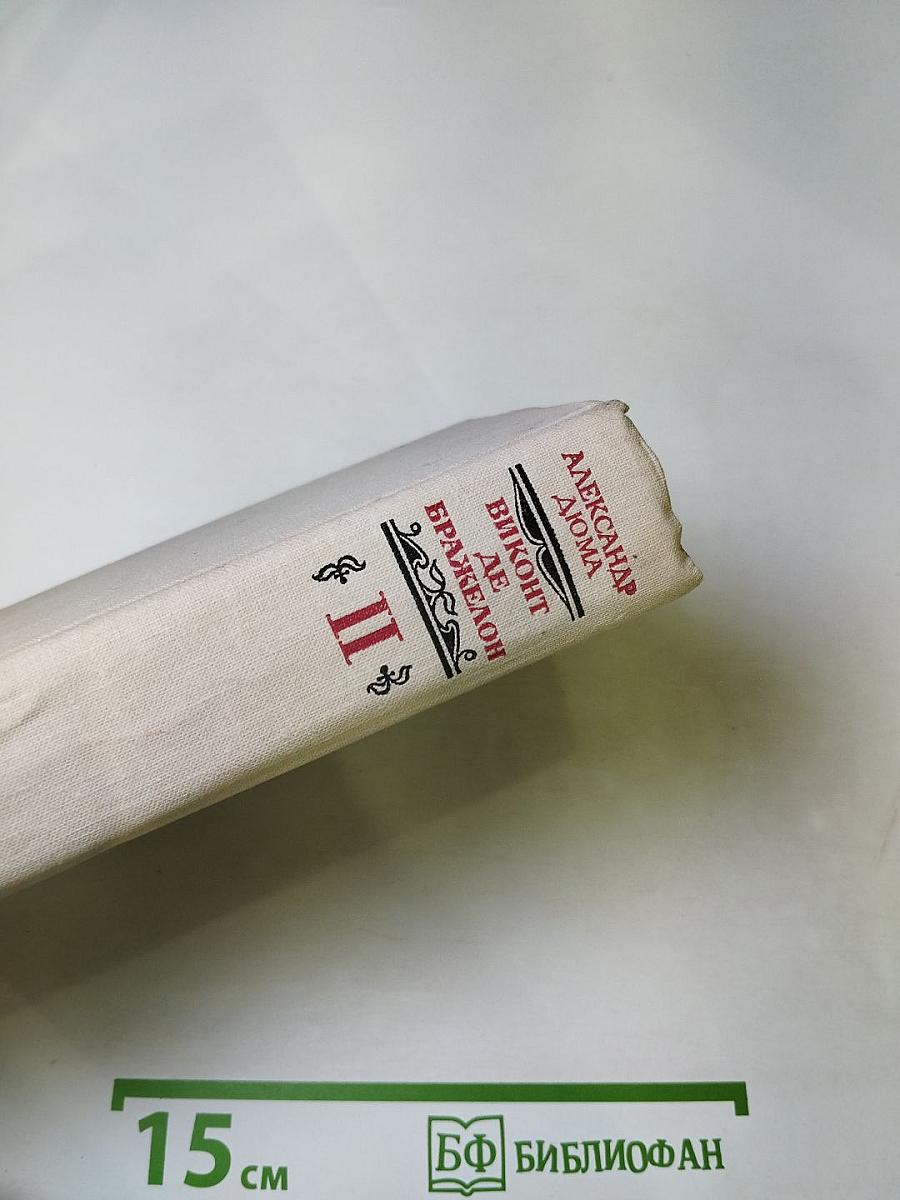 АЛЕКСАНДР
ДЮМА
ВИКОНТ
ДЕ
БРАЖЕЛОН
II
15 см
БФ БИБЛИОФАН